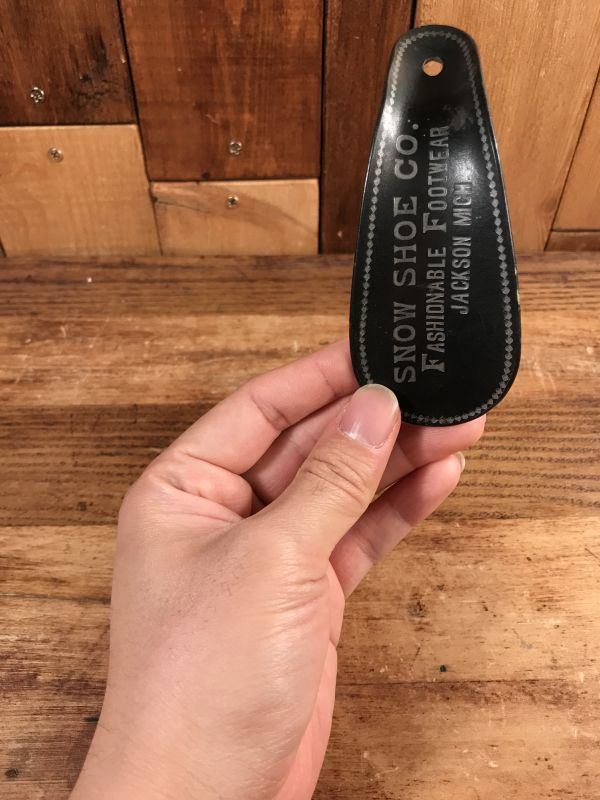 SNOW SHOE CO.
FASHIONABLE FOOTWEAR
JACKSON MICH.